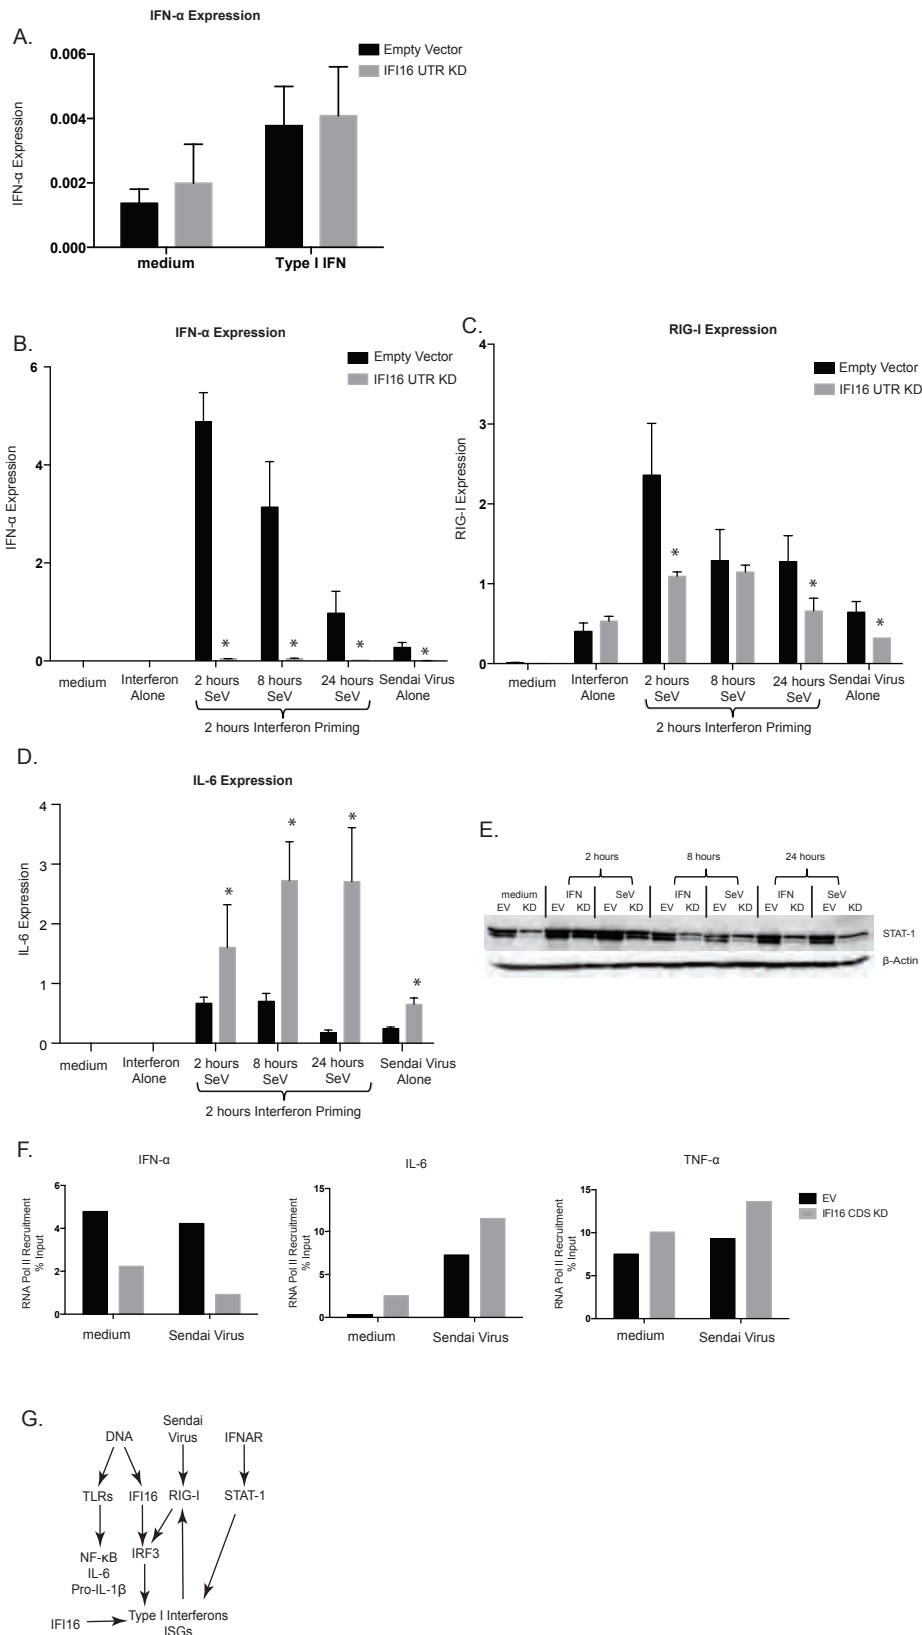 IFN-α Expression
A.
Empty Vector
IFI16 UTR KD
IFN-α Expression
0.006
0.004
0.002
0.000
medium Type I IFN
B.
IFN-α Expression
Empty Vector
IFI16 UTR KD
IFN-α Expression
6
4
2
0
* * * *
medium Interferon Alone 2 hours SeV 8 hours SeV 24 hours SeV Sendai Virus Alone
2 hours Interferon Priming
C.
RIG-I Expression
Empty Vector
IFI16 UTR KD
RIG-I Expression
4
3
2
1
0
* * *
medium Interferon Alone 2 hours SeV 8 hours SeV 24 hours SeV Sendai Virus Alone
2 hours Interferon Priming
D.
IL-6 Expression
IL-6 Expression
4
3
2
1
0
* * * *
medium Interferon Alone 2 hours SeV 8 hours SeV 24 hours SeV Sendai Virus Alone
2 hours Interferon Priming
E.
2 hours 8 hours 24 hours
medium IFN SeV IFN SeV IFN SeV
EV KD EV KD EV KD EV KD EV KD EV KD EV KD
STAT-1
β-Actin
F.
IFN-α
RNA Pol II Recruitment
% Input
6
4
2
0
medium Sendai Virus
IL-6
RNA Pol II Recruitment
% Input
15
10
5
0
medium Sendai Virus
TNF-α
RNA Pol II Recruitment
% Input
15
10
5
0
medium Sendai Virus
EV
IFI16 CDS KD
G.
DNA
Sendai
Virus
IFNAR
TLRs IFI16 RIG-I STAT-1
NF-κB
IL-6
Pro-IL-1β
IRF3
IFI16
Type I Interferons
ISGs